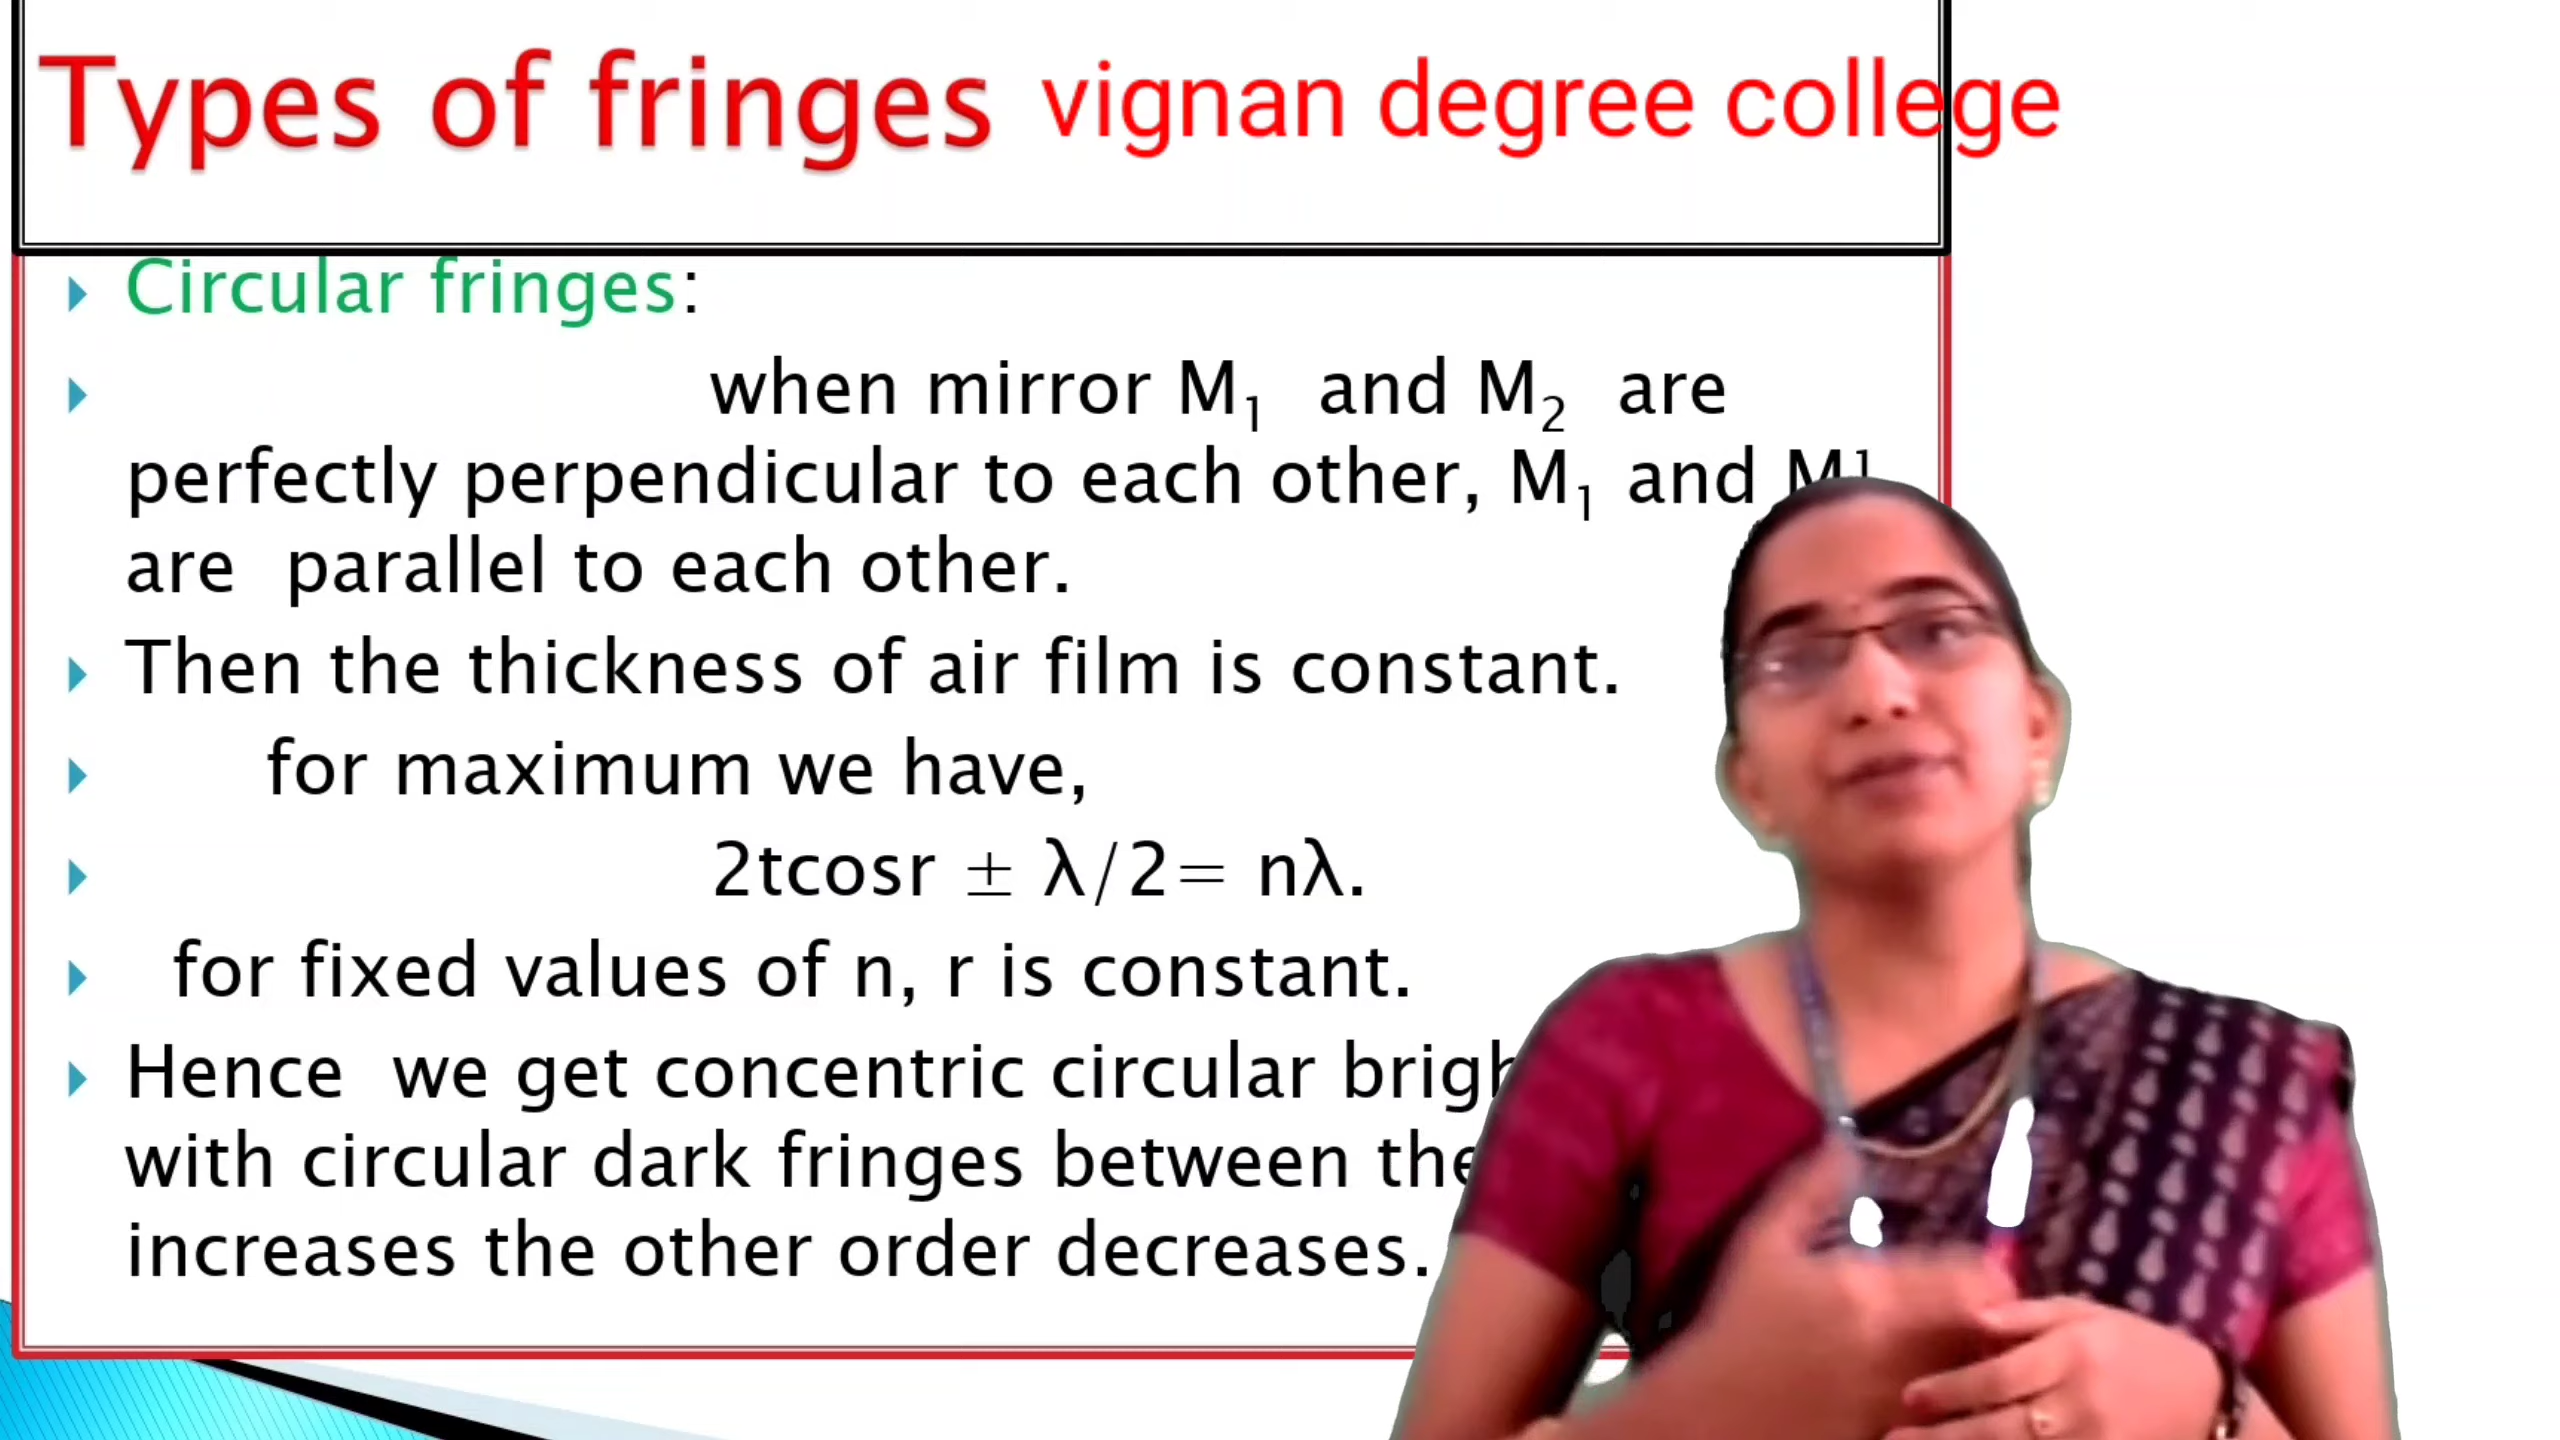 Types of fringes vignan degree college
Circular fringes:
when mirror M₁ and M₂ are
perfectly perpendicular to each other, M₁ and
are parallel to each other.
Then the thickness of air film is constant.
for maximum we have,
2tcosr ± λ/2= nλ.
for fixed values of n, r is constant.
Hence we get concentric circular
with circular dark fringes between
increases the other order decreases.